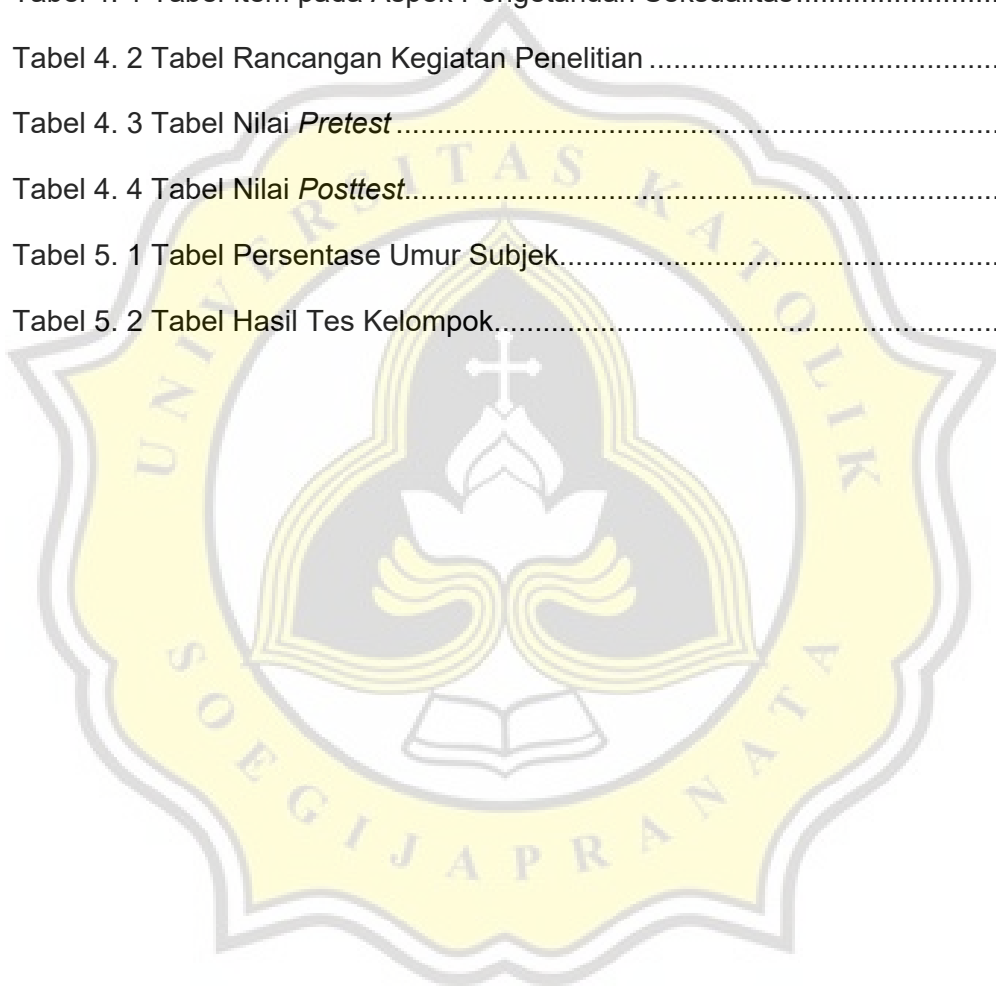 Tabel 4. 1 Tabel Item pada Aspek Pengetahuan Seksualitas....................
Tabel 4. 2 Tabel Rancangan Kegiatan Penelitian....................
Tabel 4. 3 Tabel Nilai Pretest....................
Tabel 4. 4 Tabel Nilai Posttest....................
Tabel 5. 1 Tabel Persentase Umur Subjek....................
Tabel 5. 2 Tabel Hasil Tes Kelompok....................
UNIVERSITAS KATOLIK
SOEGIJAPRANATA